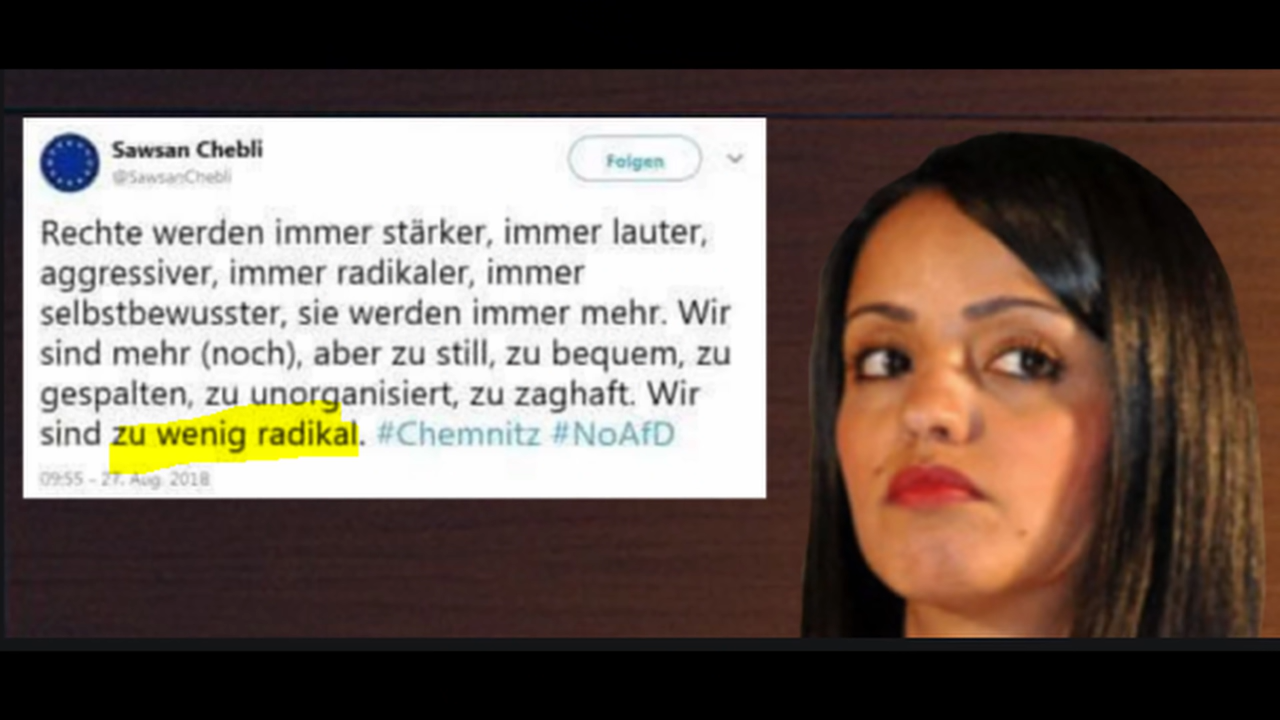 Sawsan Chebli
@SawsanChebli
Folgen
Rechte werden immer stärker, immer lauter,
aggressiver, immer radikaler, immer
selbstbewusster, sie werden immer mehr. Wir
sind mehr (noch), aber zu still, zu bequem, zu
gespalten, zu unorganisiert, zu zaghaft. Wir
sind zu wenig radikal. #Chemnitz #NoAfD
09:55 - 27. Aug. 2018